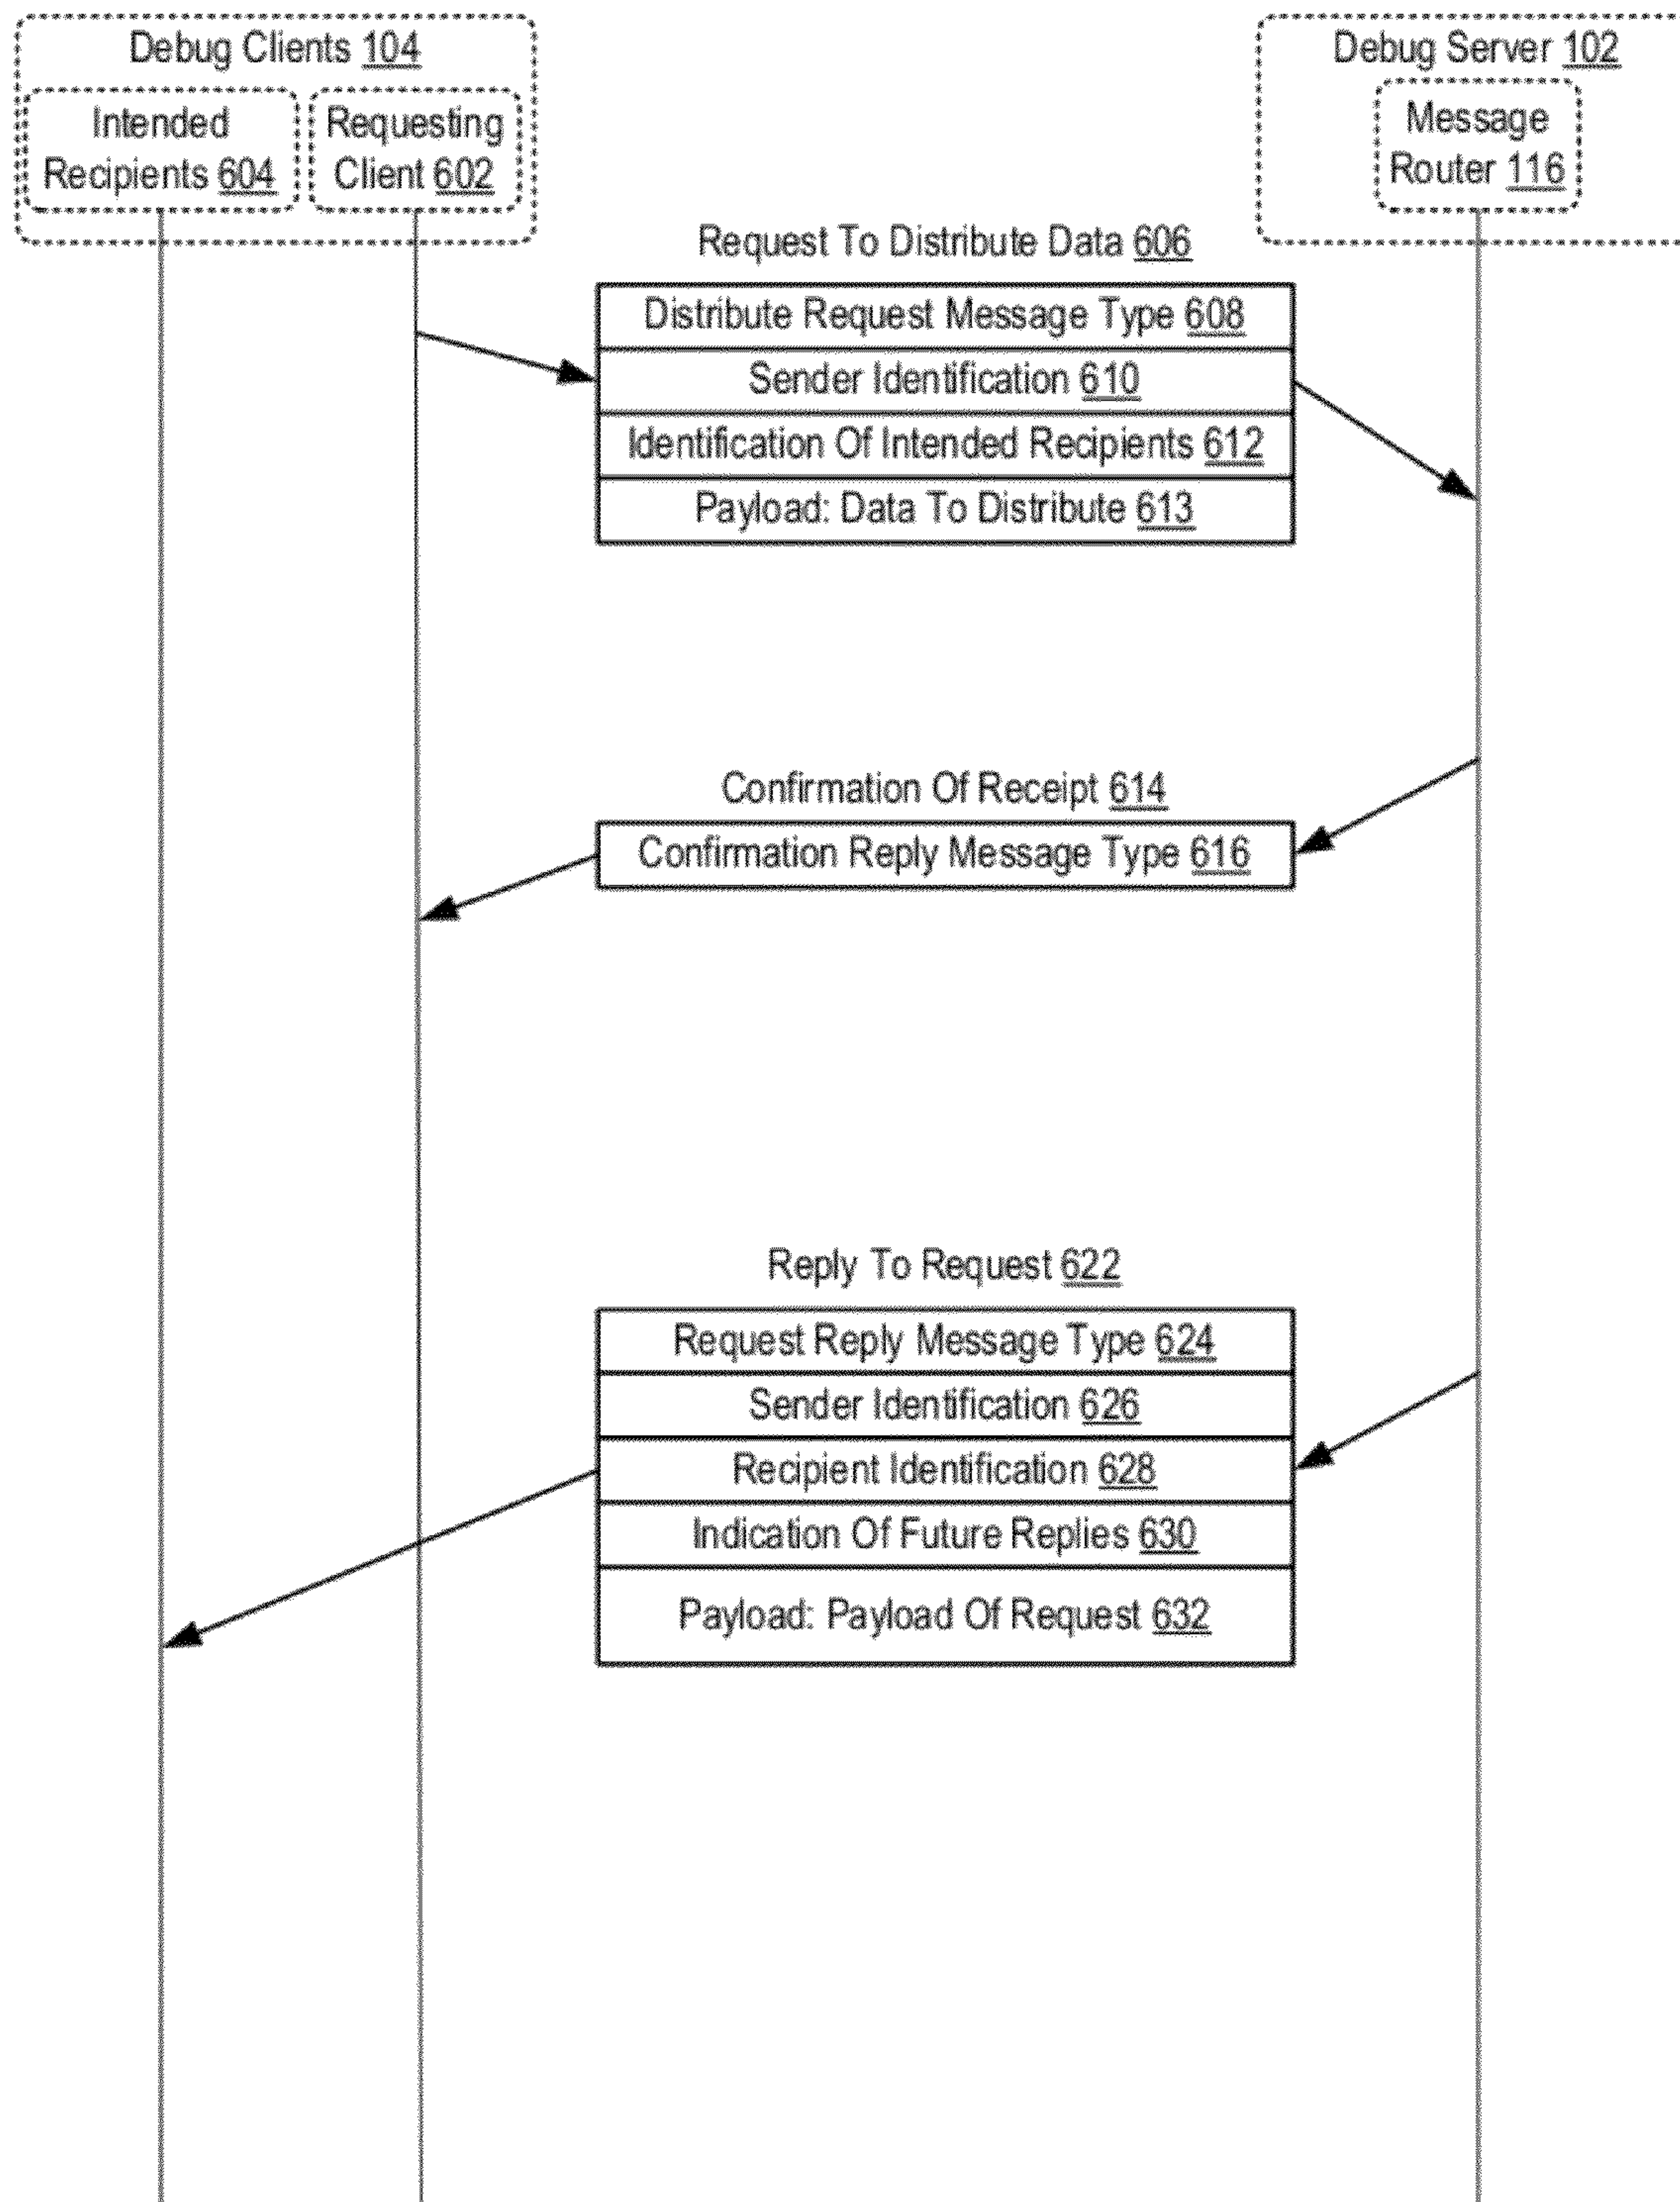 Debug Clients 104
Intended
Recipients 604
Requesting
Client 602
Debug Server 102
Message
Router 116
Request To Distribute Data 606
Distribute Request Message Type 608
Sender Identification 610
Identification Of Intended Recipients 612
Payload: Data To Distribute 613
Confirmation Of Receipt 614
Confirmation Reply Message Type 616
Reply To Request 622
Request Reply Message Type 624
Sender Identification 626
Recipient Identification 628
Indication Of Future Replies 630
Payload: Payload Of Request 632